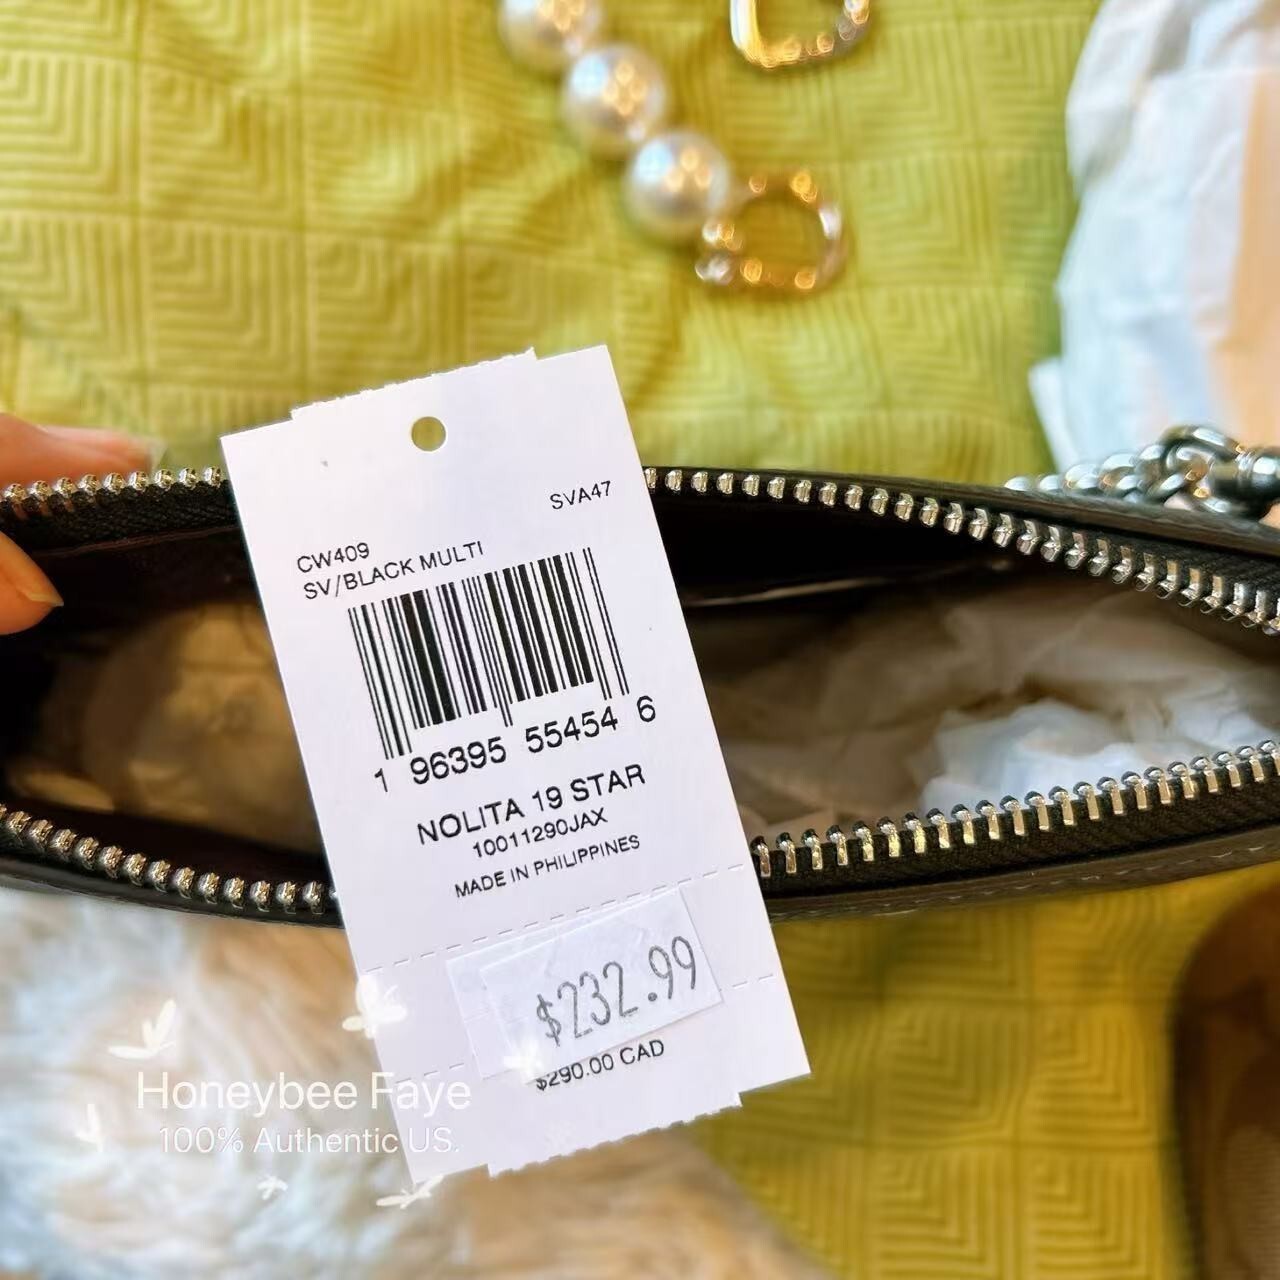 SVA47
CW409
SV/BLACK MULTI
1 96395 55454 6
NOLITA 19 STAR
10011290JAX
MADE IN PHILIPPINES
$232.99
$290.00 CAD
Honeybee Faye
100% Authentic US.